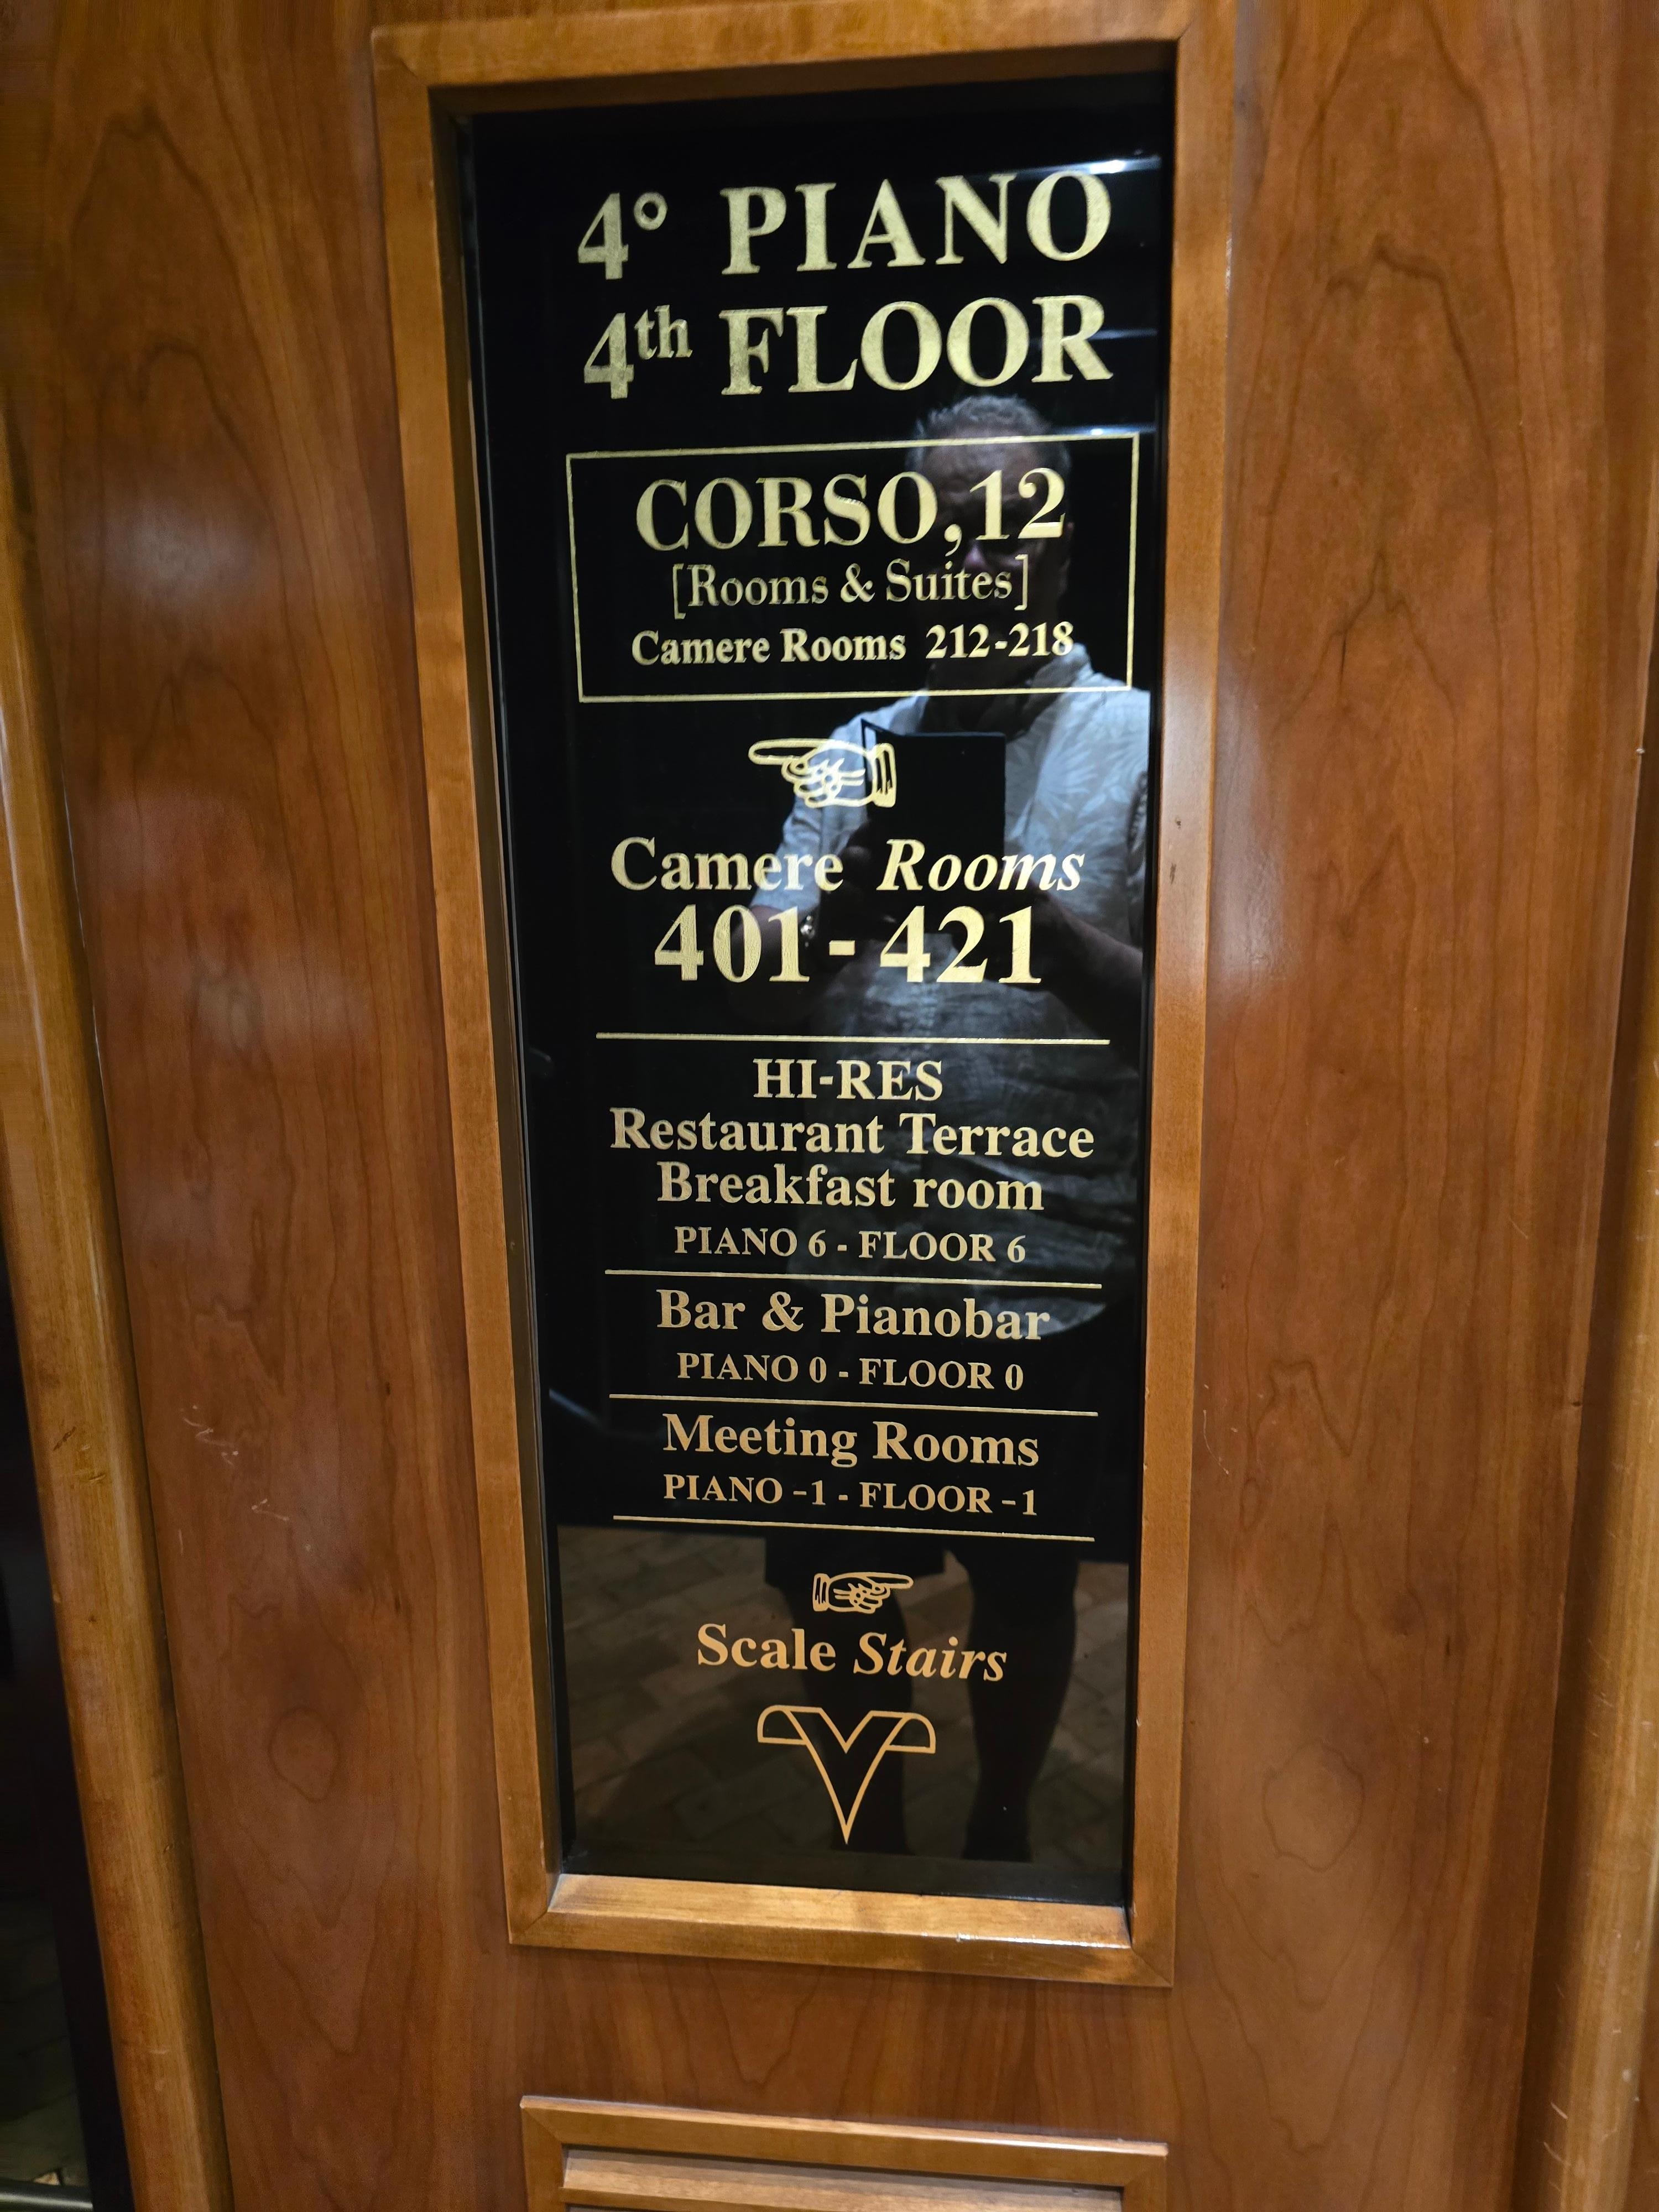 4° PIANO
4th FLOOR
CORSO,12
[Rooms & Suites]
Camere Rooms 212-218
Camere Rooms
401-421
HI-RES
Restaurant Terrace
Breakfast room
PIANO 6 - FLOOR 6
Bar & Pianobar
PIANO 0 - FLOOR 0
Meeting Rooms
PIANO -1 - FLOOR -1
Scale Stairs